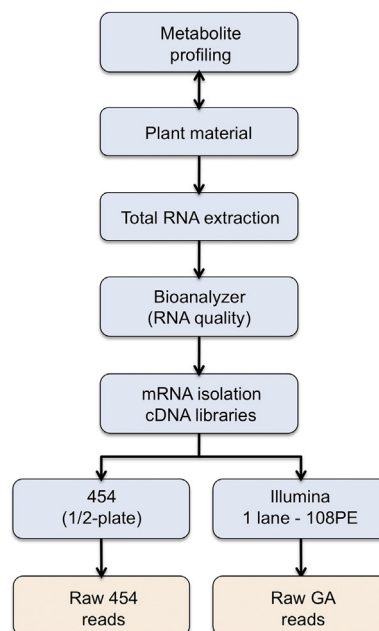 Metabolite
profiling
Plant material
Total RNA extraction
Bioanalyzer
(RNA quality)
mRNA isolation
cDNA libraries
454
(1/2-plate)
Illumina
1 lane - 108PE
Raw 454
reads
Raw GA
reads